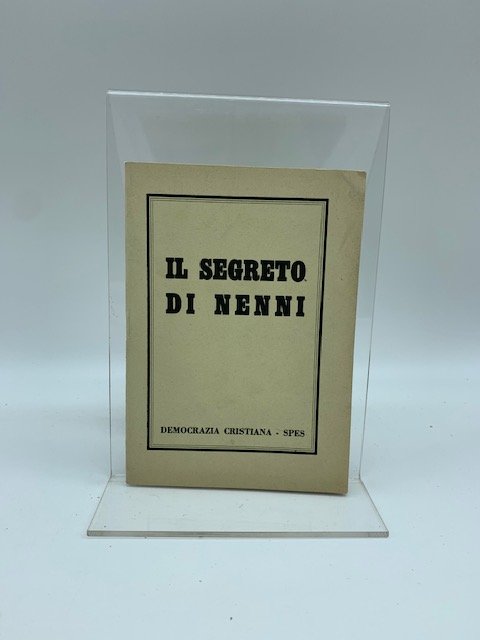 IL SEGRETO
DI NENNI
DEMOCRAZIA CRISTIANA - SPES